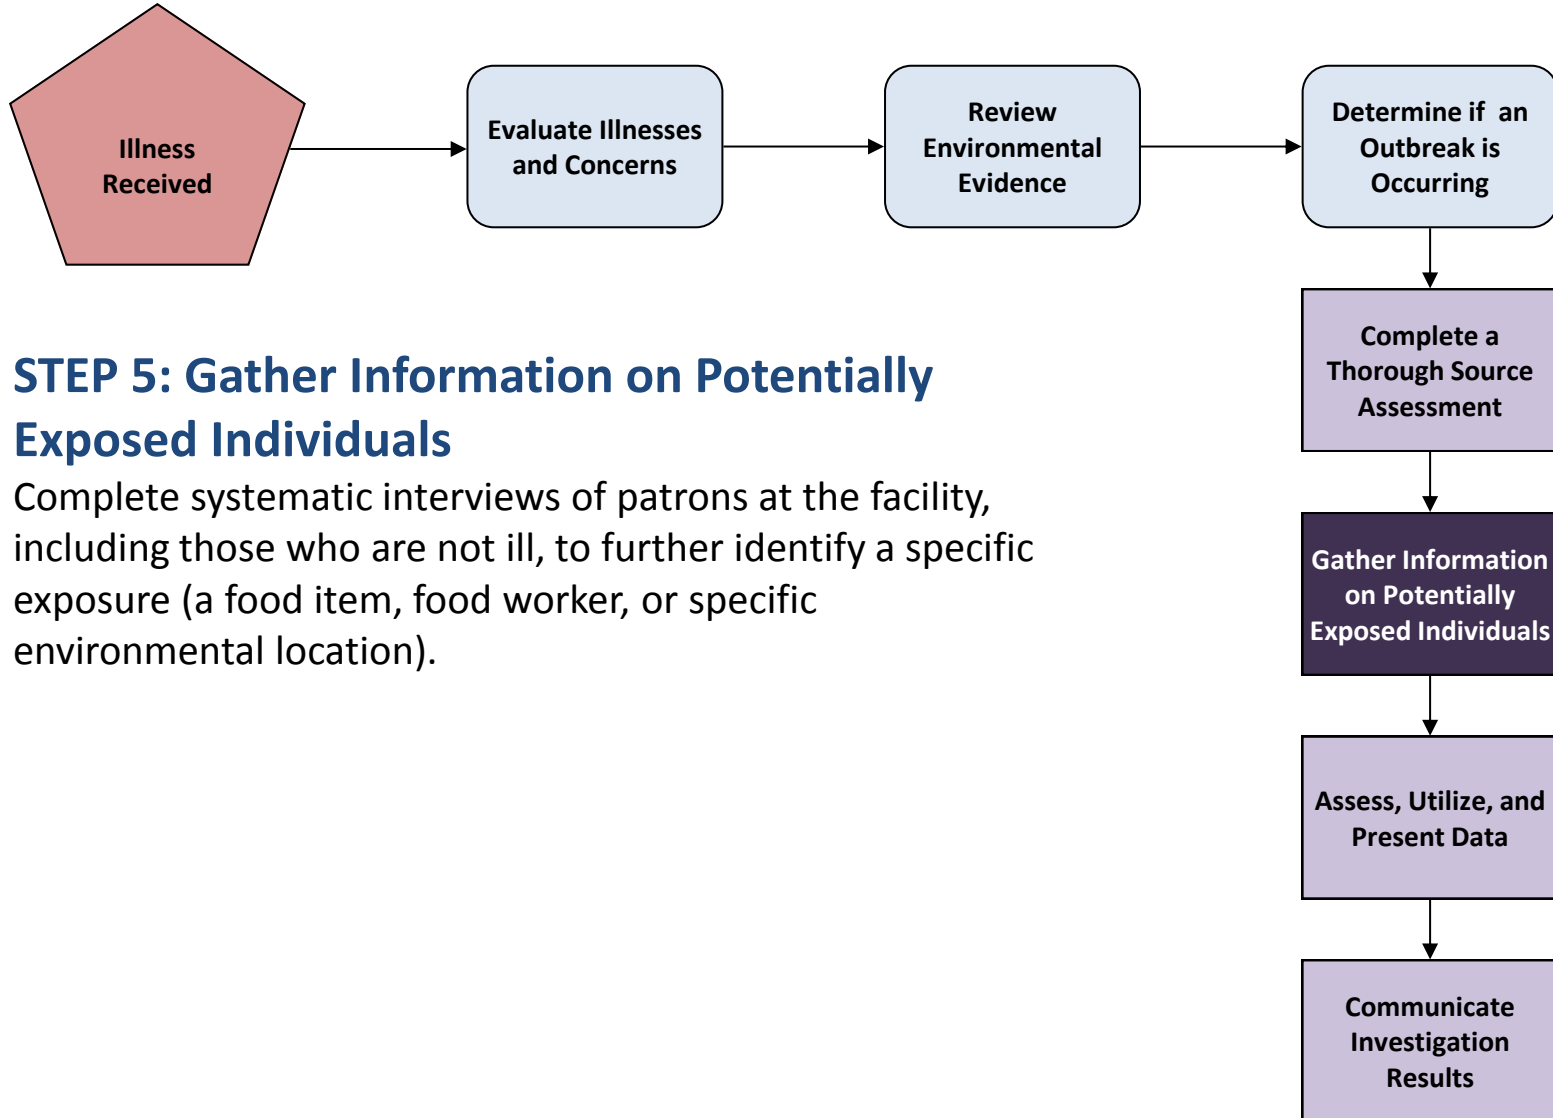 Illness
Received
Evaluate Illnesses
and Concerns
Review
Environmental
Evidence
Determine if an
Outbreak is
Occurring
Complete a
Thorough Source
Assessment
STEP 5: Gather Information on Potentially
Exposed Individuals
Complete systematic interviews of patrons at the facility,
including those who are not ill, to further identify a specific
exposure (a food item, food worker, or specific
environmental location).
Gather Information
on Potentially
Exposed Individuals
Assess, Utilize, and
Present Data
Communicate
Investigation
Results